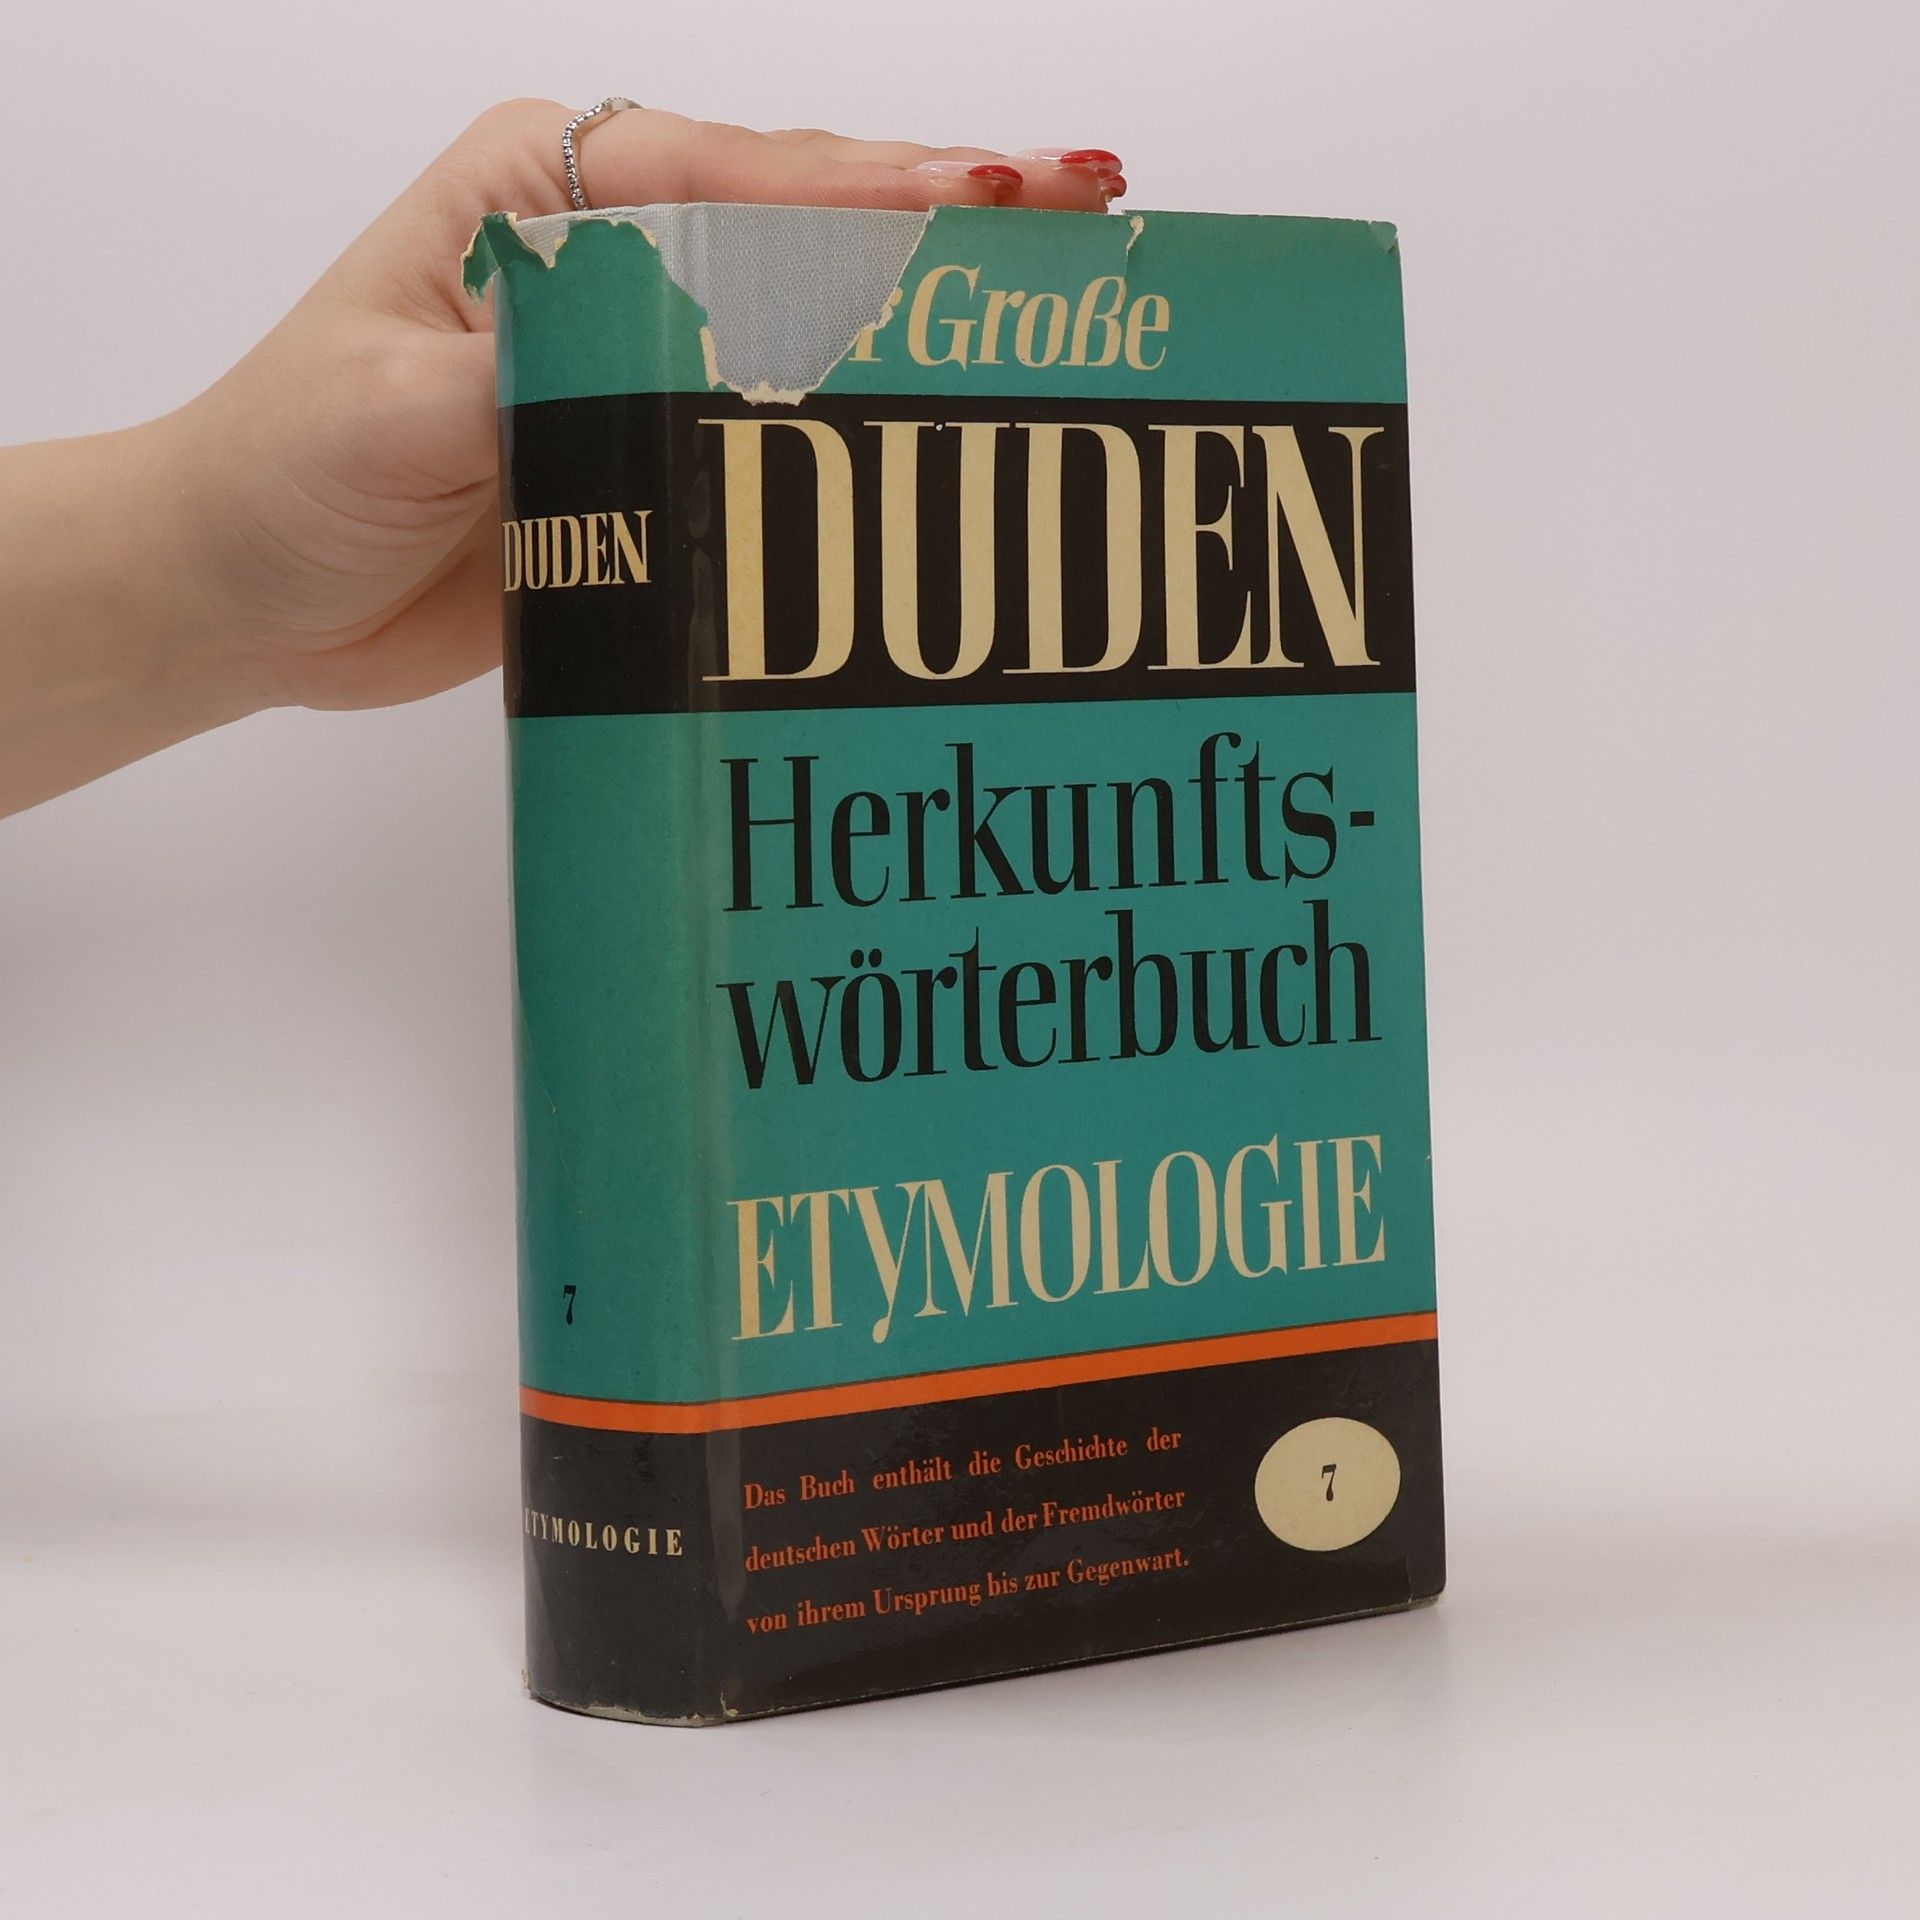 DUDEN
7
ETYMOLOGIE
Große
DUDEN
Herkunfts-
wörterbuch
ETYMOLOGIE
Das Buch enthält die Geschichte der
deutschen Wörter und der Fremdwörter
von ihrem Ursprung bis zur Gegenwart.
7